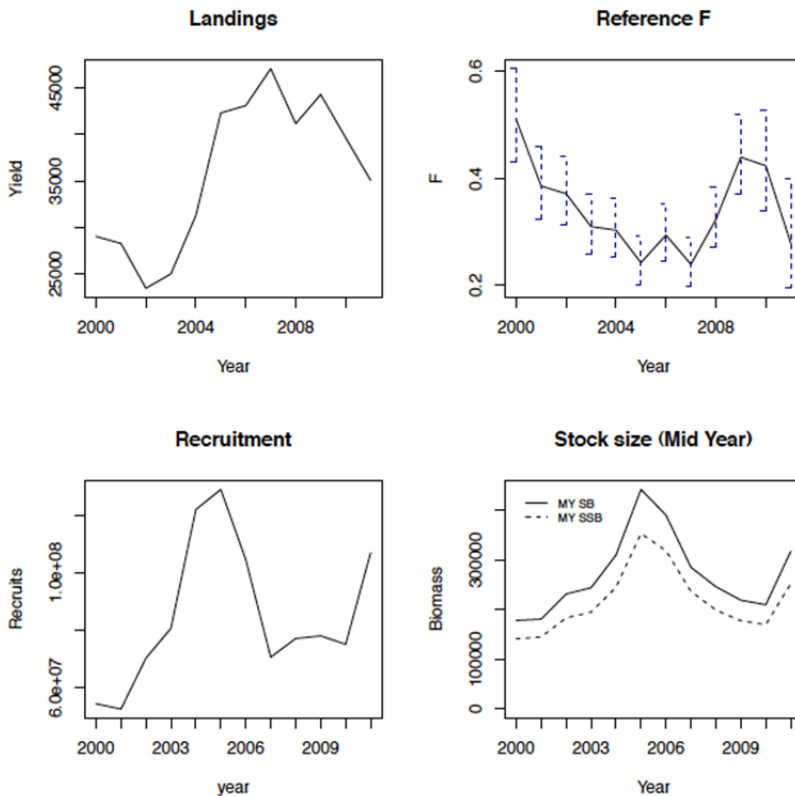 Landings
Yield
45000
35000
25000
2000
2004
2008
Year
Reference F
F
0.6
0.4
0.2
2000
2004
2008
Year
Recruitment
Recruits
1.0e+08
6.0e+07
2000
2003
2006
2009
year
Stock size (Mid Year)
MY SB
MY SSB
Biomass
300000
100000
0
2000
2003
2006
2009
Year